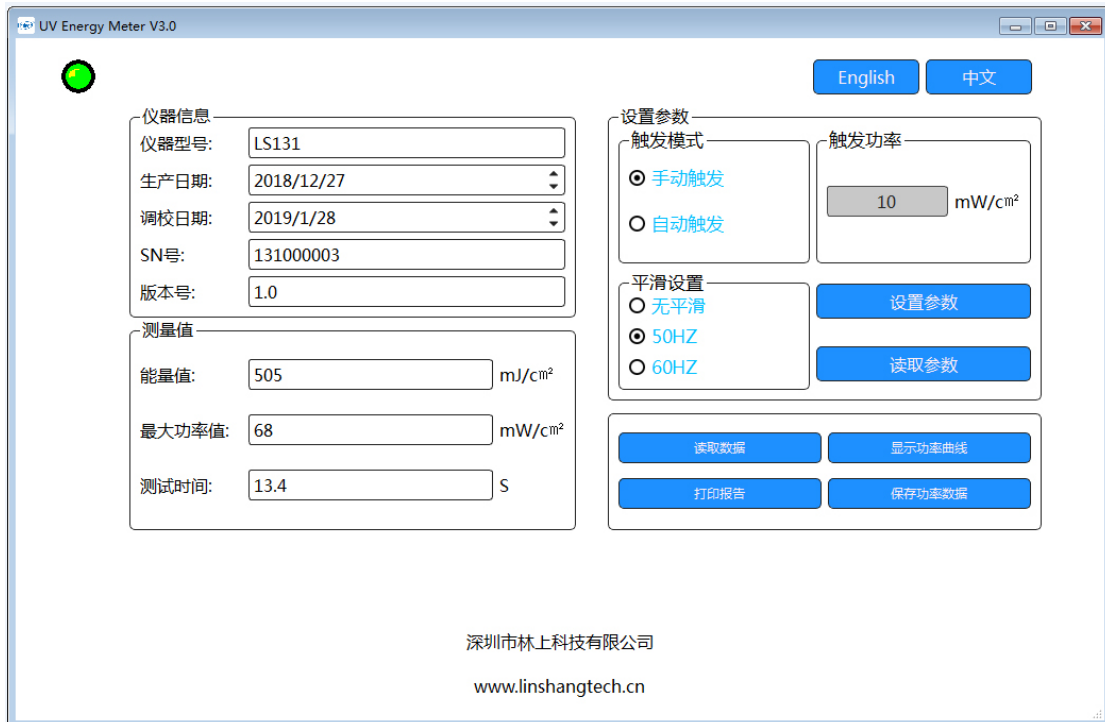 UV Energy Meter V3.0
English 中文
仪器信息
仪器型号: LS131
生产日期: 2018/12/27
调校日期: 2019/1/28
SN号: 131000003
版本号: 1.0
测量值
能量值: 505 mJ/cm²
最大功率值: 68 mW/cm²
测试时间: 13.4 S
设置参数
触发模式
手动触发
自动触发
触发功率
10 mW/cm²
平滑设置
无平滑
50HZ
60HZ
设置参数
读取参数
读取数据 显示功率曲线
打印报告 保存功率数据
深圳市林上科技有限公司
www.linshangtech.cn